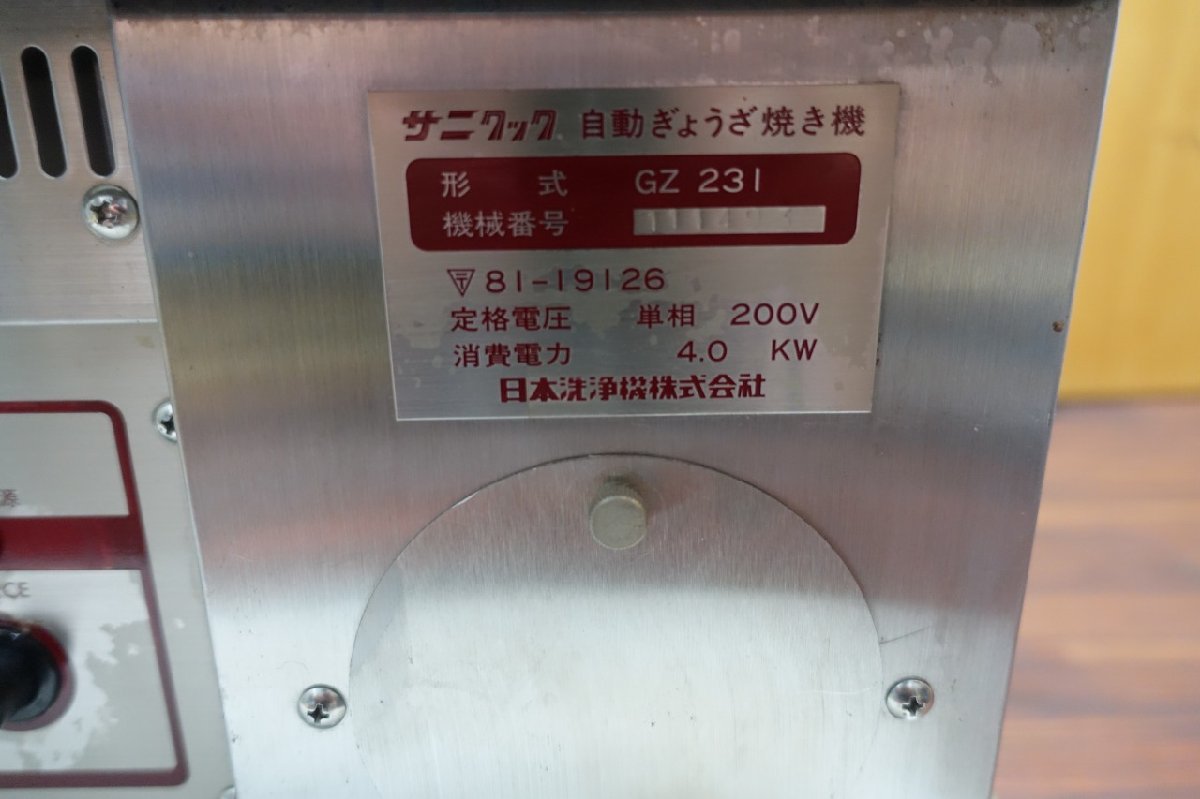 サニクック 自動ぎょうざ焼き機
形 式 GZ 231
機械番号
〒 81-19126
定格電圧 単相 200V
消費電力 4.0 KW
日本洗浄機株式会社
源